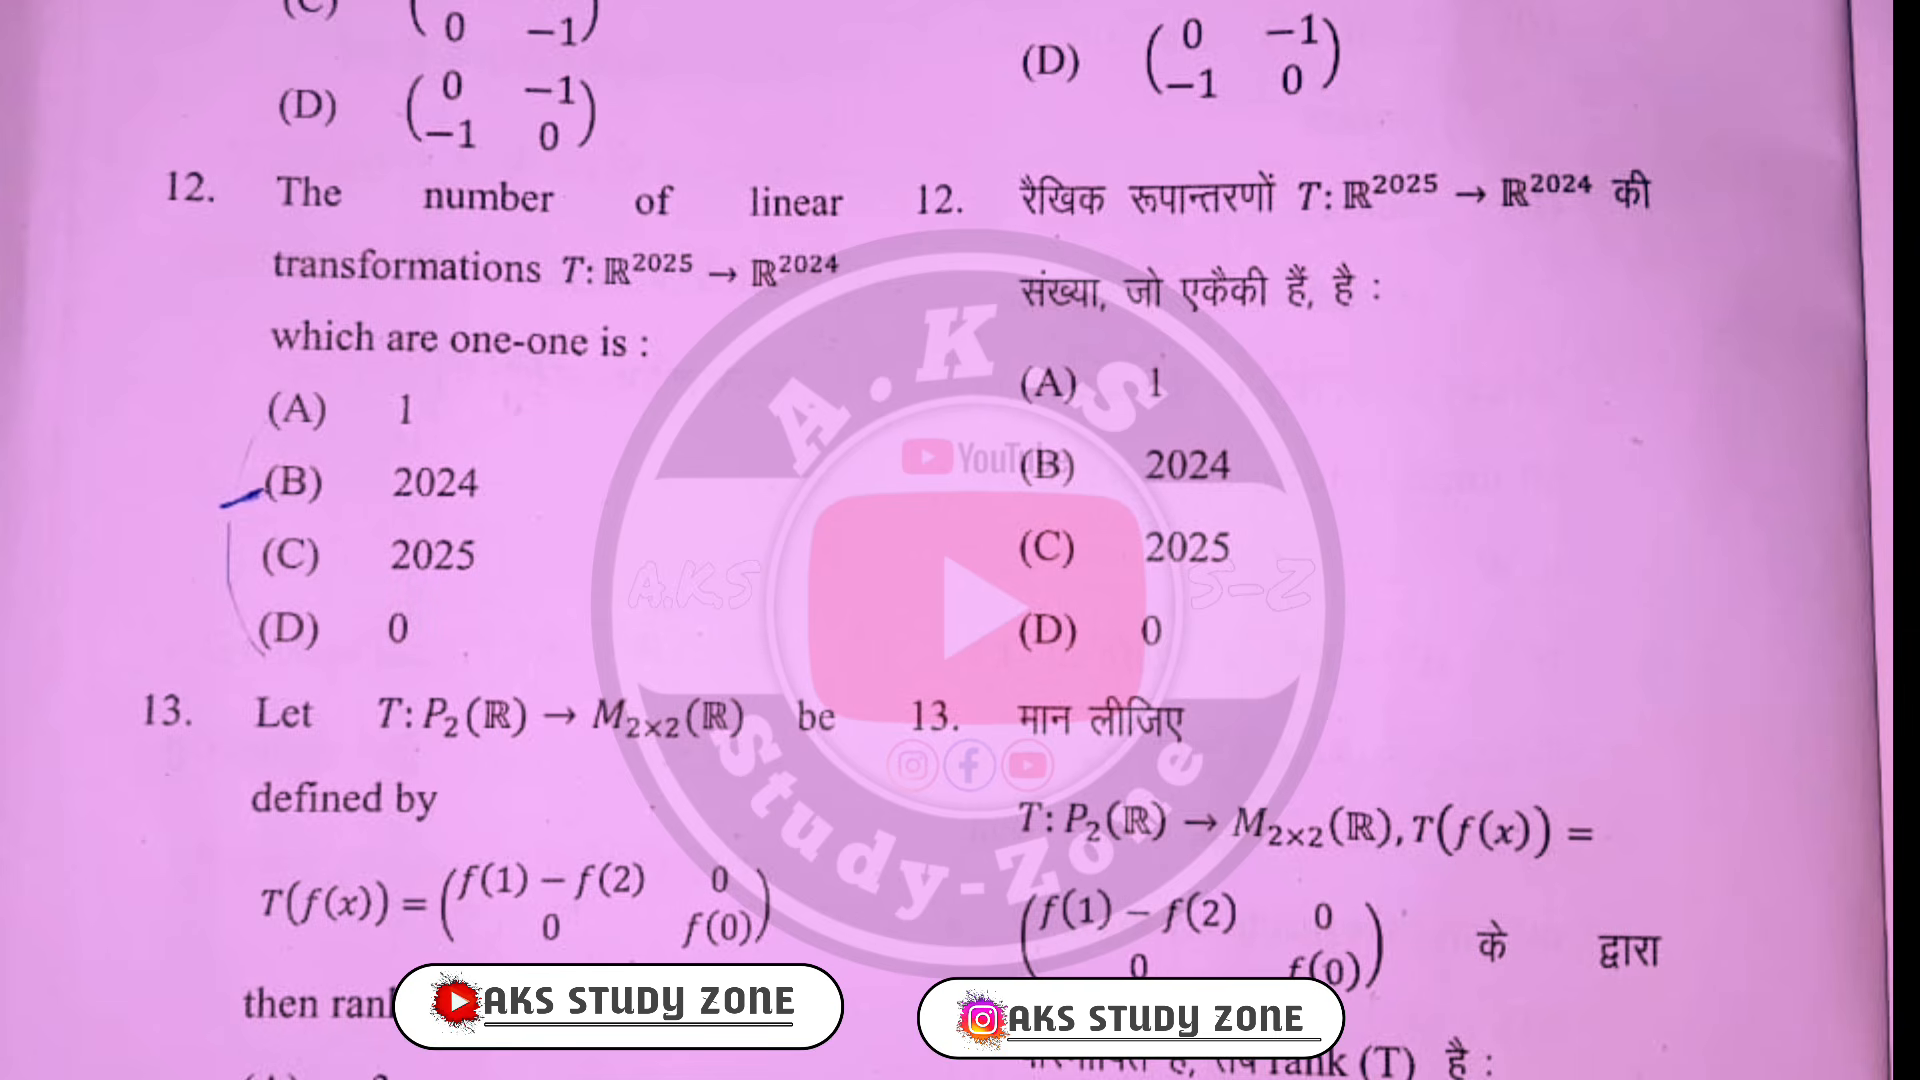 (C)
0 −1)
(D) (0 −1
−1 0)
12. The number of linear
transformations T: ℝ²⁰²⁵ → ℝ²⁰²⁴
which are one-one is :
(A) 1
(B) 2024
(C) 2025
(D) 0
13. Let T: P₂(ℝ) → M₂ₓ₂(ℝ) be
defined by
T(f(x)) = (f(1) − f(2) 0
0 f(0))
then
(D) (0 −1
−1 0)
12. रैखिक रूपान्तरणों T: ℝ²⁰²⁵ → ℝ²⁰²⁴ की
संख्या, जो एकैकी हैं, है :
(A) 1
(B) 2024
(C) 2025
(D) 0
13. मान लीजिए
T: P₂(ℝ) → M₂ₓ₂(ℝ), T(f(x)) =
(f(1) − f(2) 0
0 f(0)) के द्वारा
rank (T) है :
A.K.S
YouTube
A.K.S S-Z
Study-Zone
AKS STUDY ZONE
AKS STUDY ZONE